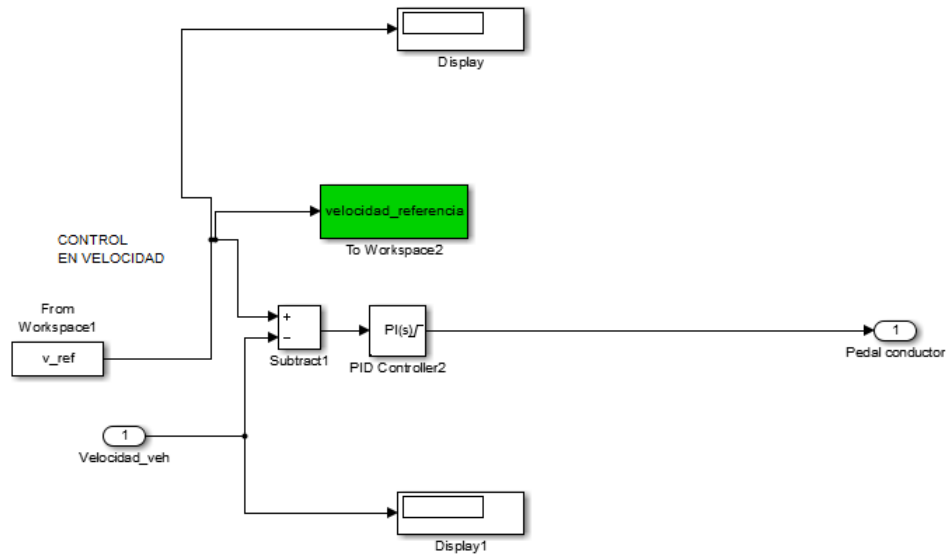 Display
velocidad_referencia
To Workspace2
CONTROL
EN VELOCIDAD
From
Workspace1
v_ref
+
−
Subtract1
PI(s)
PID Controller2
1
Pedal conductor
1
Velocidad_veh
Display1